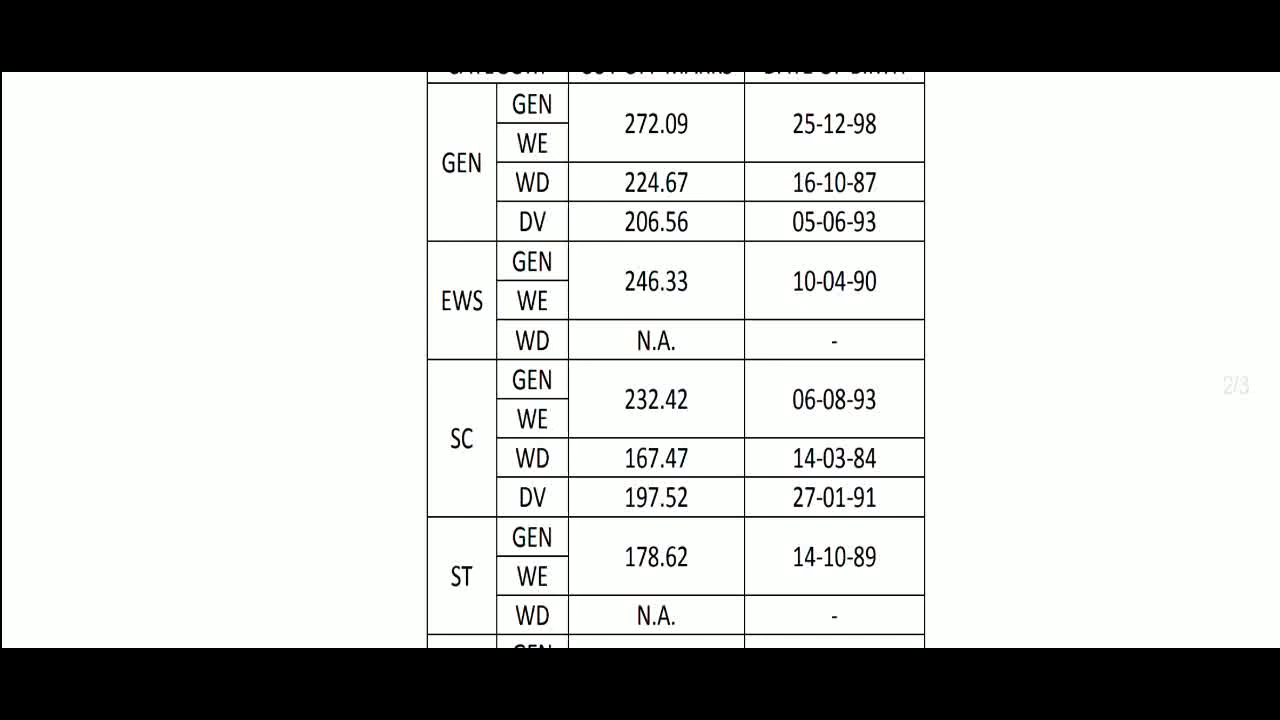 GEN
GEN
272.09
25-12-98
WE
WD
224.67
16-10-87
DV
206.56
05-06-93
EWS
GEN
246.33
10-04-90
WE
WD
N.A.
-
SC
GEN
232.42
06-08-93
WE
WD
167.47
14-03-84
DV
197.52
27-01-91
ST
GEN
178.62
14-10-89
WE
WD
N.A.
-
2/3